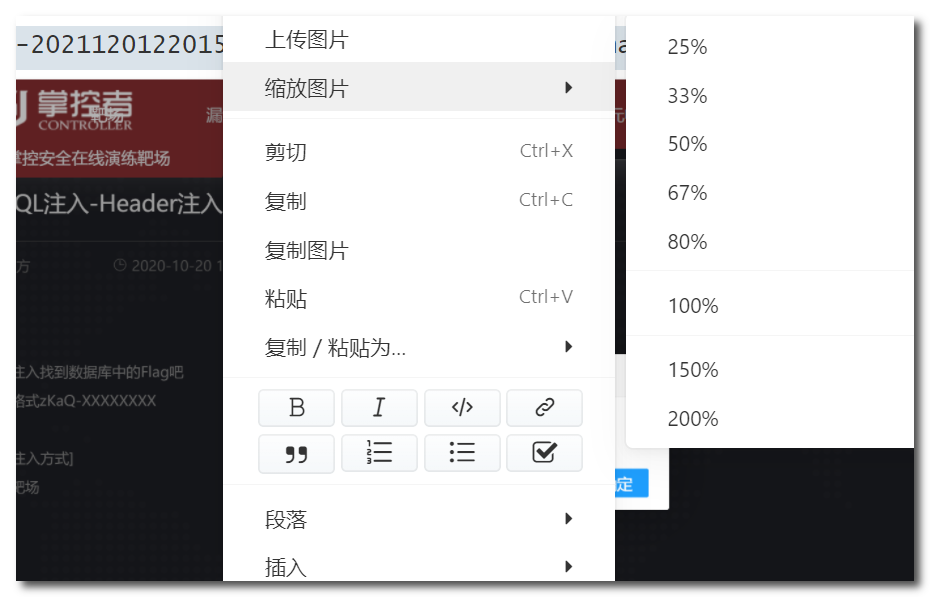 -2021120122015
上传图片
缩放图片
剪切 Ctrl+X
复制 Ctrl+C
复制图片
粘贴 Ctrl+V
复制 / 粘贴为...
B I </>
段落
插入
25%
33%
50%
67%
80%
100%
150%
200%
掌控者
CONTROLLER
靶场
漏
元
掌控安全在线演练靶场
QL注入-Header注入
方 2020-10-20 1
注入找到数据库中的Flag吧
格式zKaQ-XXXXXXXX
注入方式]
靶场
定